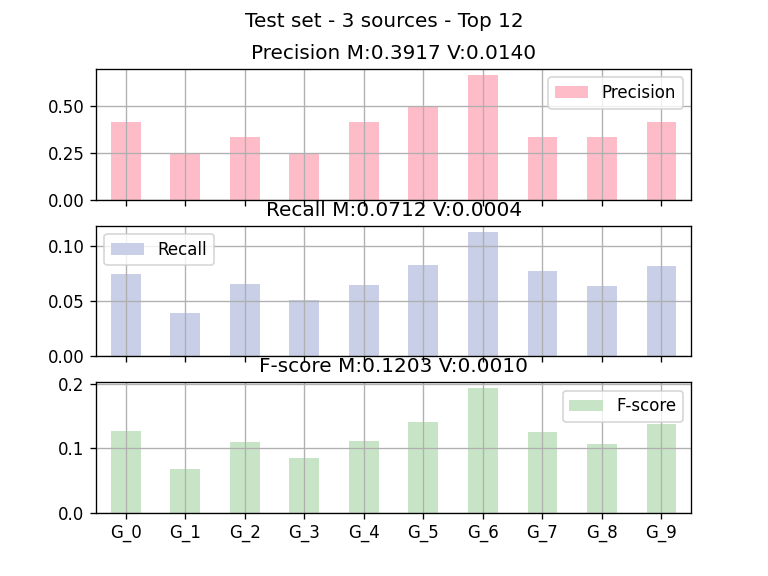 Test set - 3 sources - Top 12
Precision M:0.3917 V:0.0140
Precision
0.50
0.25
0.00
Recall M:0.0712 V:0.0004
Recall
0.10
0.05
0.00
F-score M:0.1203 V:0.0010
F-score
0.2
0.1
0.0
G_0 G_1 G_2 G_3 G_4 G_5 G_6 G_7 G_8 G_9